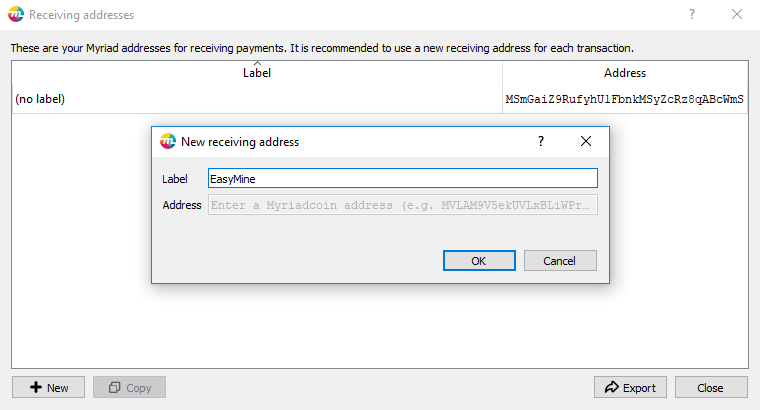 Receiving addresses
These are your Myriad addresses for receiving payments. It is recommended to use a new receiving address for each transaction.
Label Address
(no label) MSmGaiZ9RufyhU1FbnkMSyZcRz8qABcWmS
New receiving address
Label EasyMine
Address Enter a Myriadcoin address (e.g. MVLAM9V5ekUVLxBLiWPr…
OK Cancel
New Copy Export Close